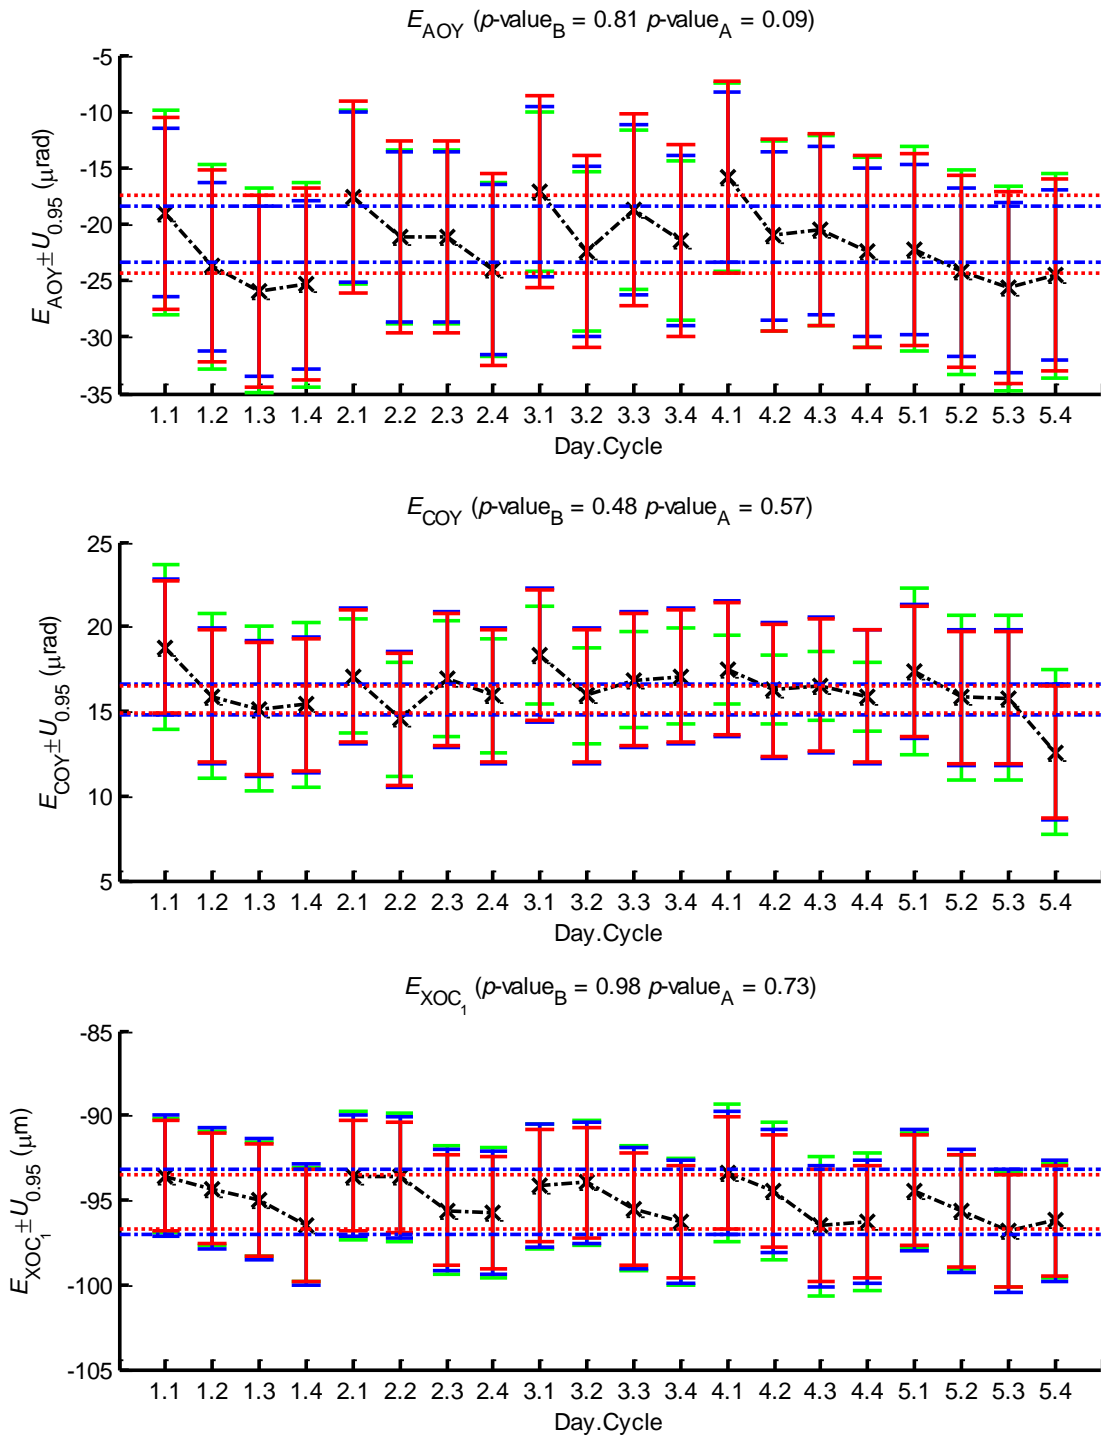 E_AOY (p-value_B = 0.81 p-value_A = 0.09)
E_AOY±U_0.95 (μrad)
-5
-10
-15
-20
-25
-30
-35
1.1 1.2 1.3 1.4 2.1 2.2 2.3 2.4 3.1 3.2 3.3 3.4 4.1 4.2 4.3 4.4 5.1 5.2 5.3 5.4
Day.Cycle
E_COY (p-value_B = 0.48 p-value_A = 0.57)
E_COY±U_0.95 (μrad)
25
20
15
10
5
1.1 1.2 1.3 1.4 2.1 2.2 2.3 2.4 3.1 3.2 3.3 3.4 4.1 4.2 4.3 4.4 5.1 5.2 5.3 5.4
Day.Cycle
E_XOC_1 (p-value_B = 0.98 p-value_A = 0.73)
E_XOC_1±U_0.95 (μm)
-85
-90
-95
-100
-105
1.1 1.2 1.3 1.4 2.1 2.2 2.3 2.4 3.1 3.2 3.3 3.4 4.1 4.2 4.3 4.4 5.1 5.2 5.3 5.4
Day.Cycle